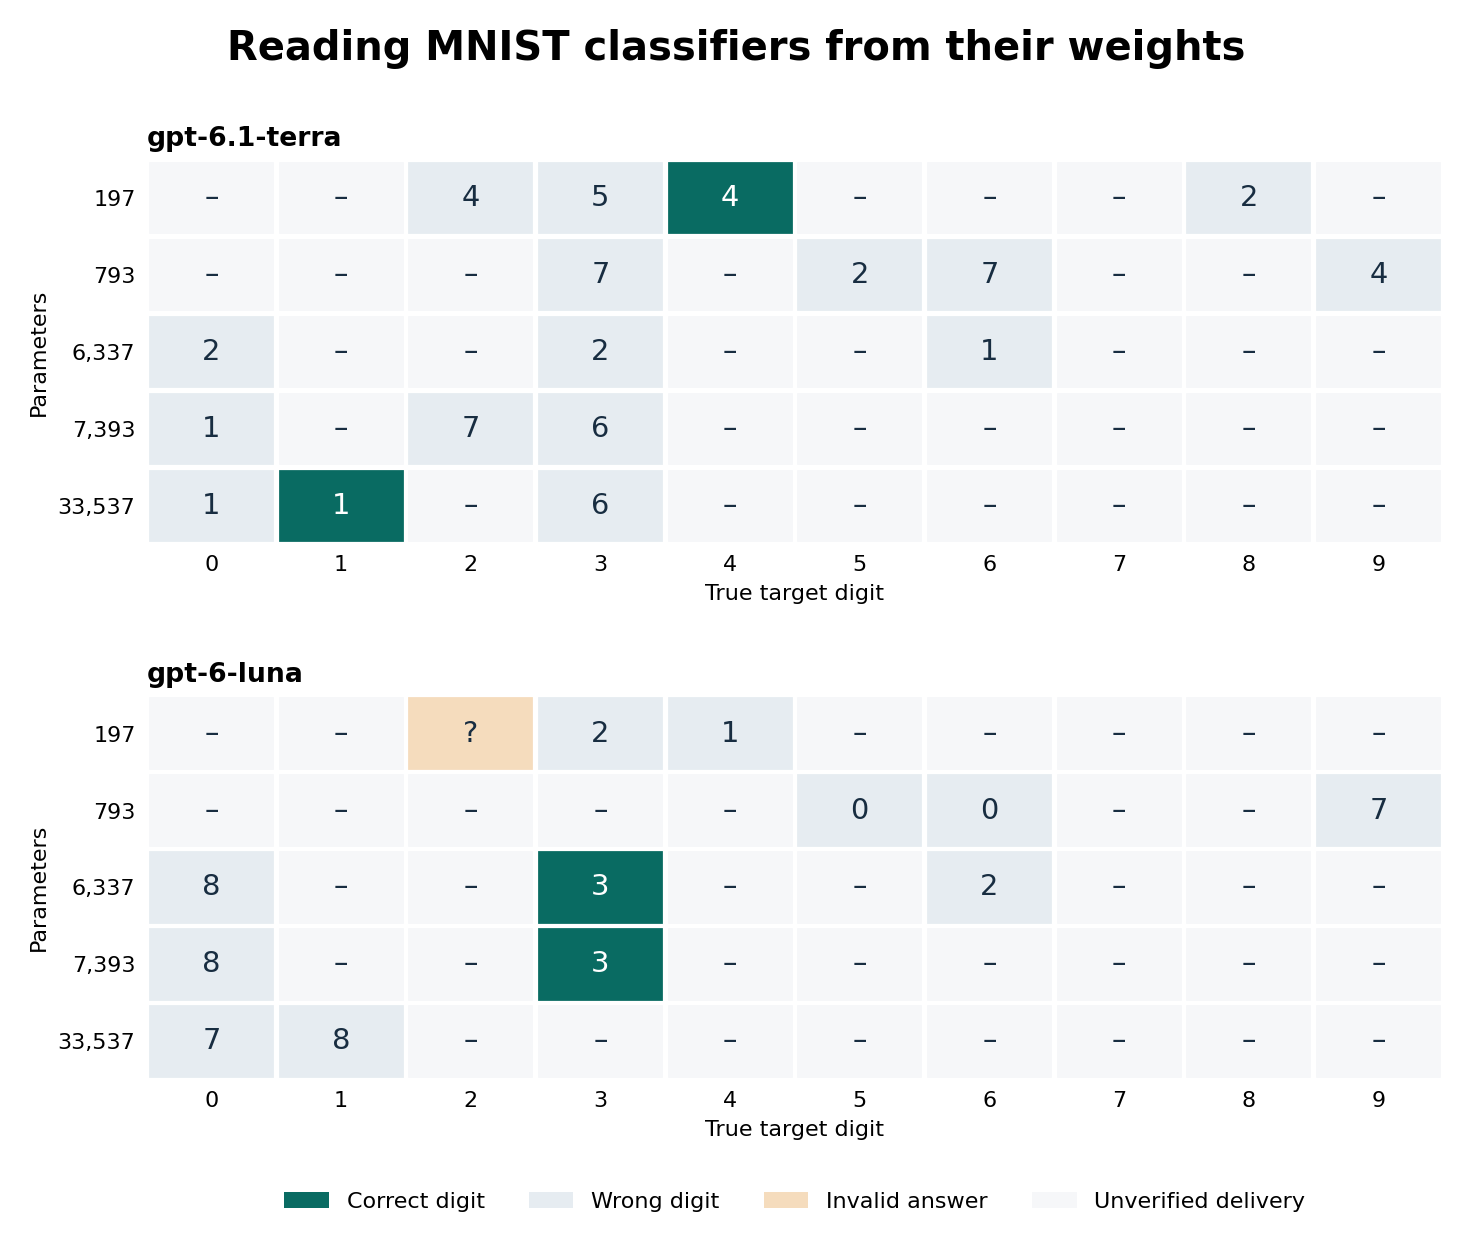 Reading MNIST classifiers from their weights
gpt-6.1-terra
Parameters
197 – – 4 5 4 – – – 2 –
793 – – – 7 – 2 7 – – 4
6,337 2 – – 2 – – 1 – – –
7,393 1 – 7 6 – – – – – –
33,537 1 1 – 6 – – – – – –
0 1 2 3 4 5 6 7 8 9
True target digit
gpt-6-luna
Parameters
197 – – ? 2 1 – – – – –
793 – – – – – 0 0 – – 7
6,337 8 – – 3 – – 2 – – –
7,393 8 – – 3 – – – – – –
33,537 7 8 – – – – – – – –
0 1 2 3 4 5 6 7 8 9
True target digit
Correct digit Wrong digit Invalid answer Unverified delivery